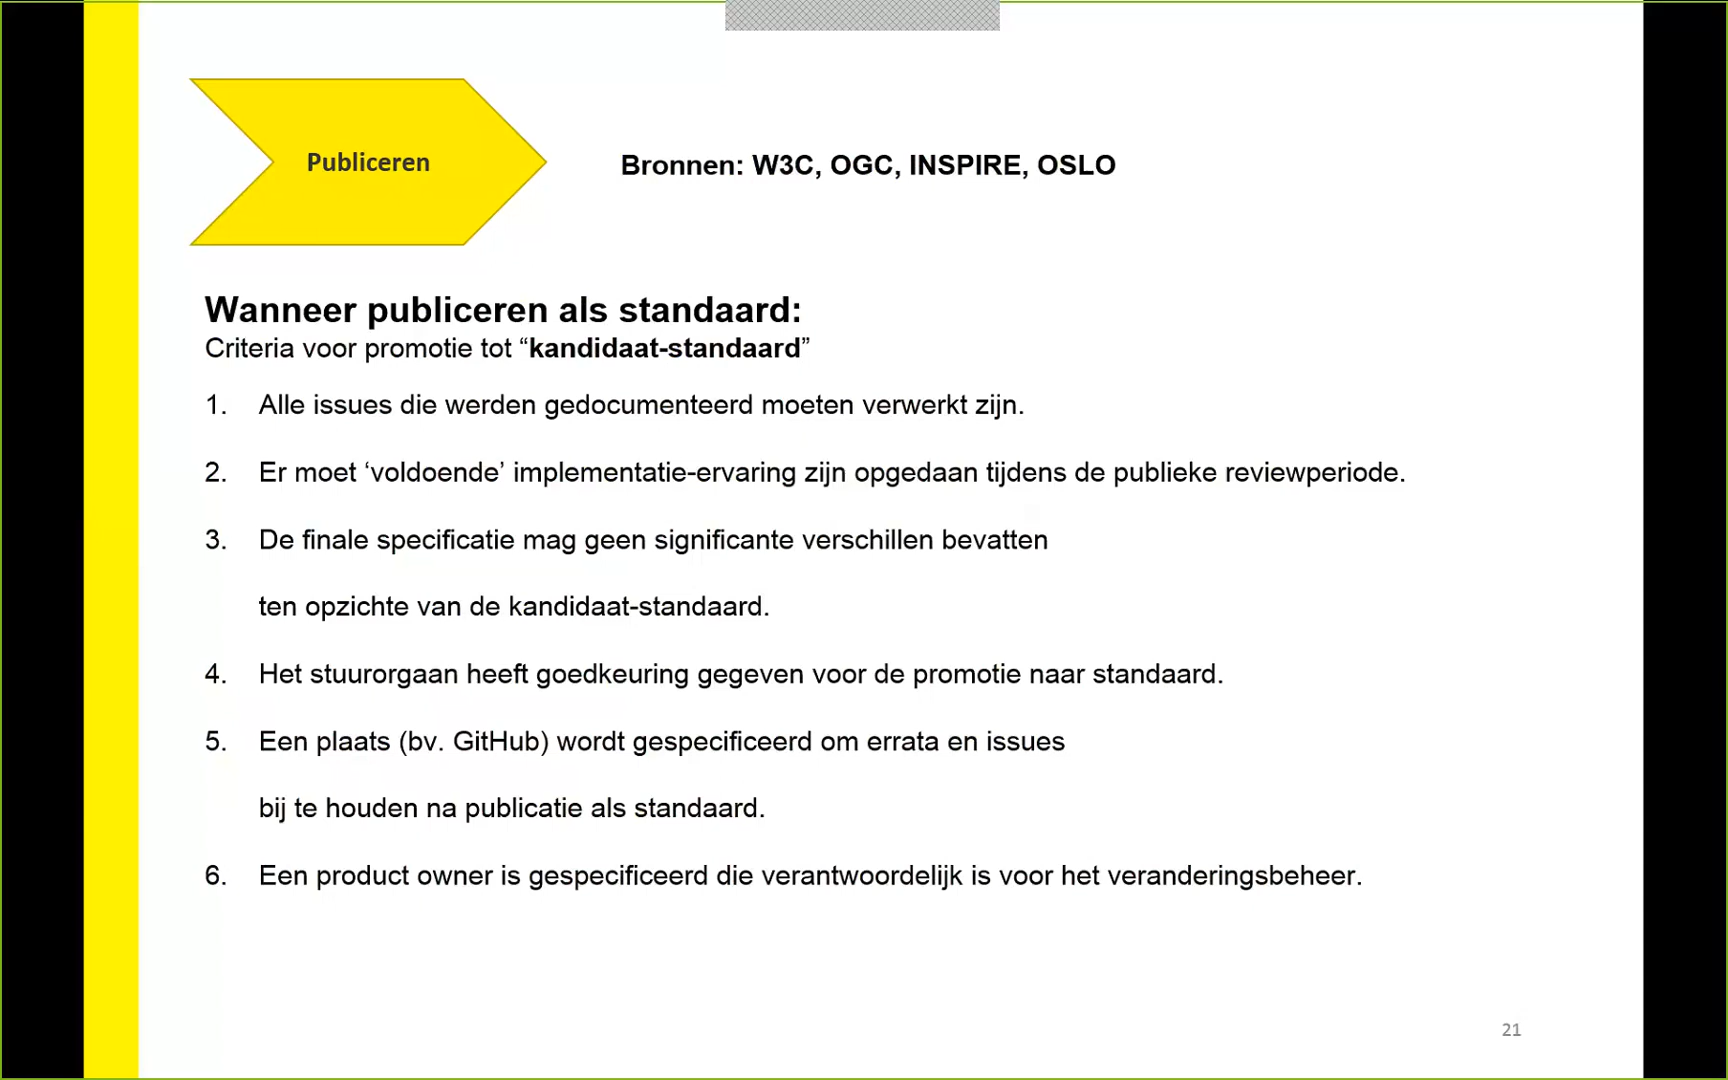 Publiceren
Bronnen: W3C, OGC, INSPIRE, OSLO
Wanneer publiceren als standaard:
Criteria voor promotie tot “kandidaat-standaard”
1. Alle issues die werden gedocumenteerd moeten verwerkt zijn.
2. Er moet ‘voldoende’ implementatie-ervaring zijn opgedaan tijdens de publieke reviewperiode.
3. De finale specificatie mag geen significante verschillen bevatten
ten opzichte van de kandidaat-standaard.
4. Het stuurorgaan heeft goedkeuring gegeven voor de promotie naar standaard.
5. Een plaats (bv. GitHub) wordt gespecificeerd om errata en issues
bij te houden na publicatie als standaard.
6. Een product owner is gespecificeerd die verantwoordelijk is voor het veranderingsbeheer.
21